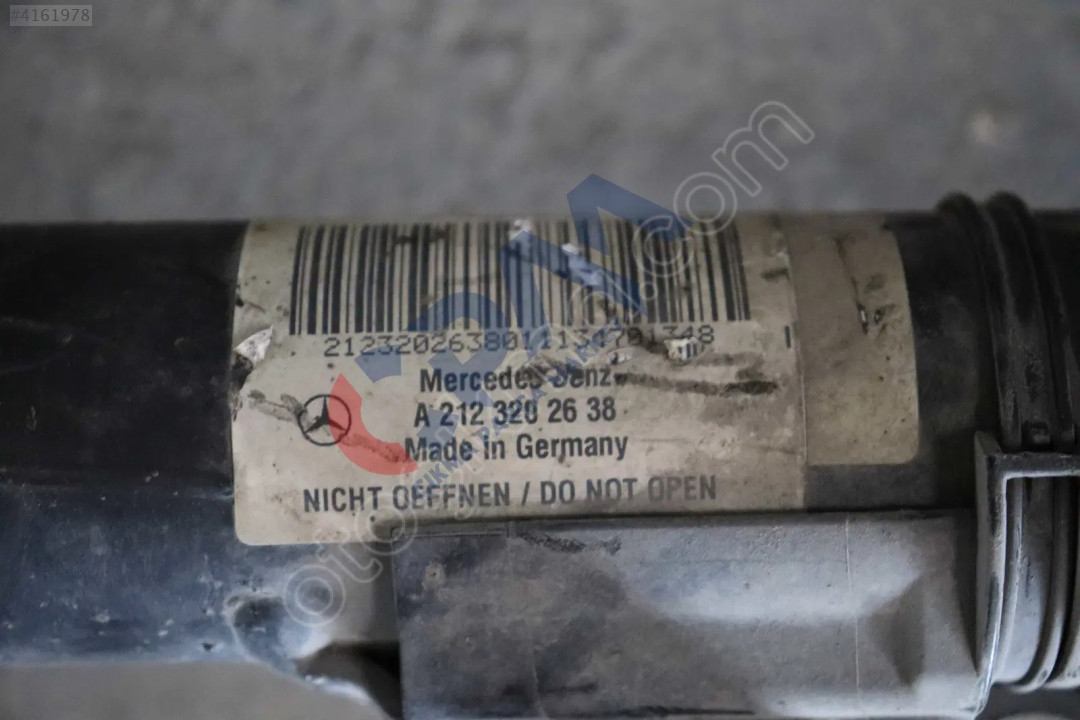 #4161978
2123202638011134701348
Mercedes Benz
A 212 320 26 38
Made in Germany
NICHT OEFFNEN / DO NOT OPEN